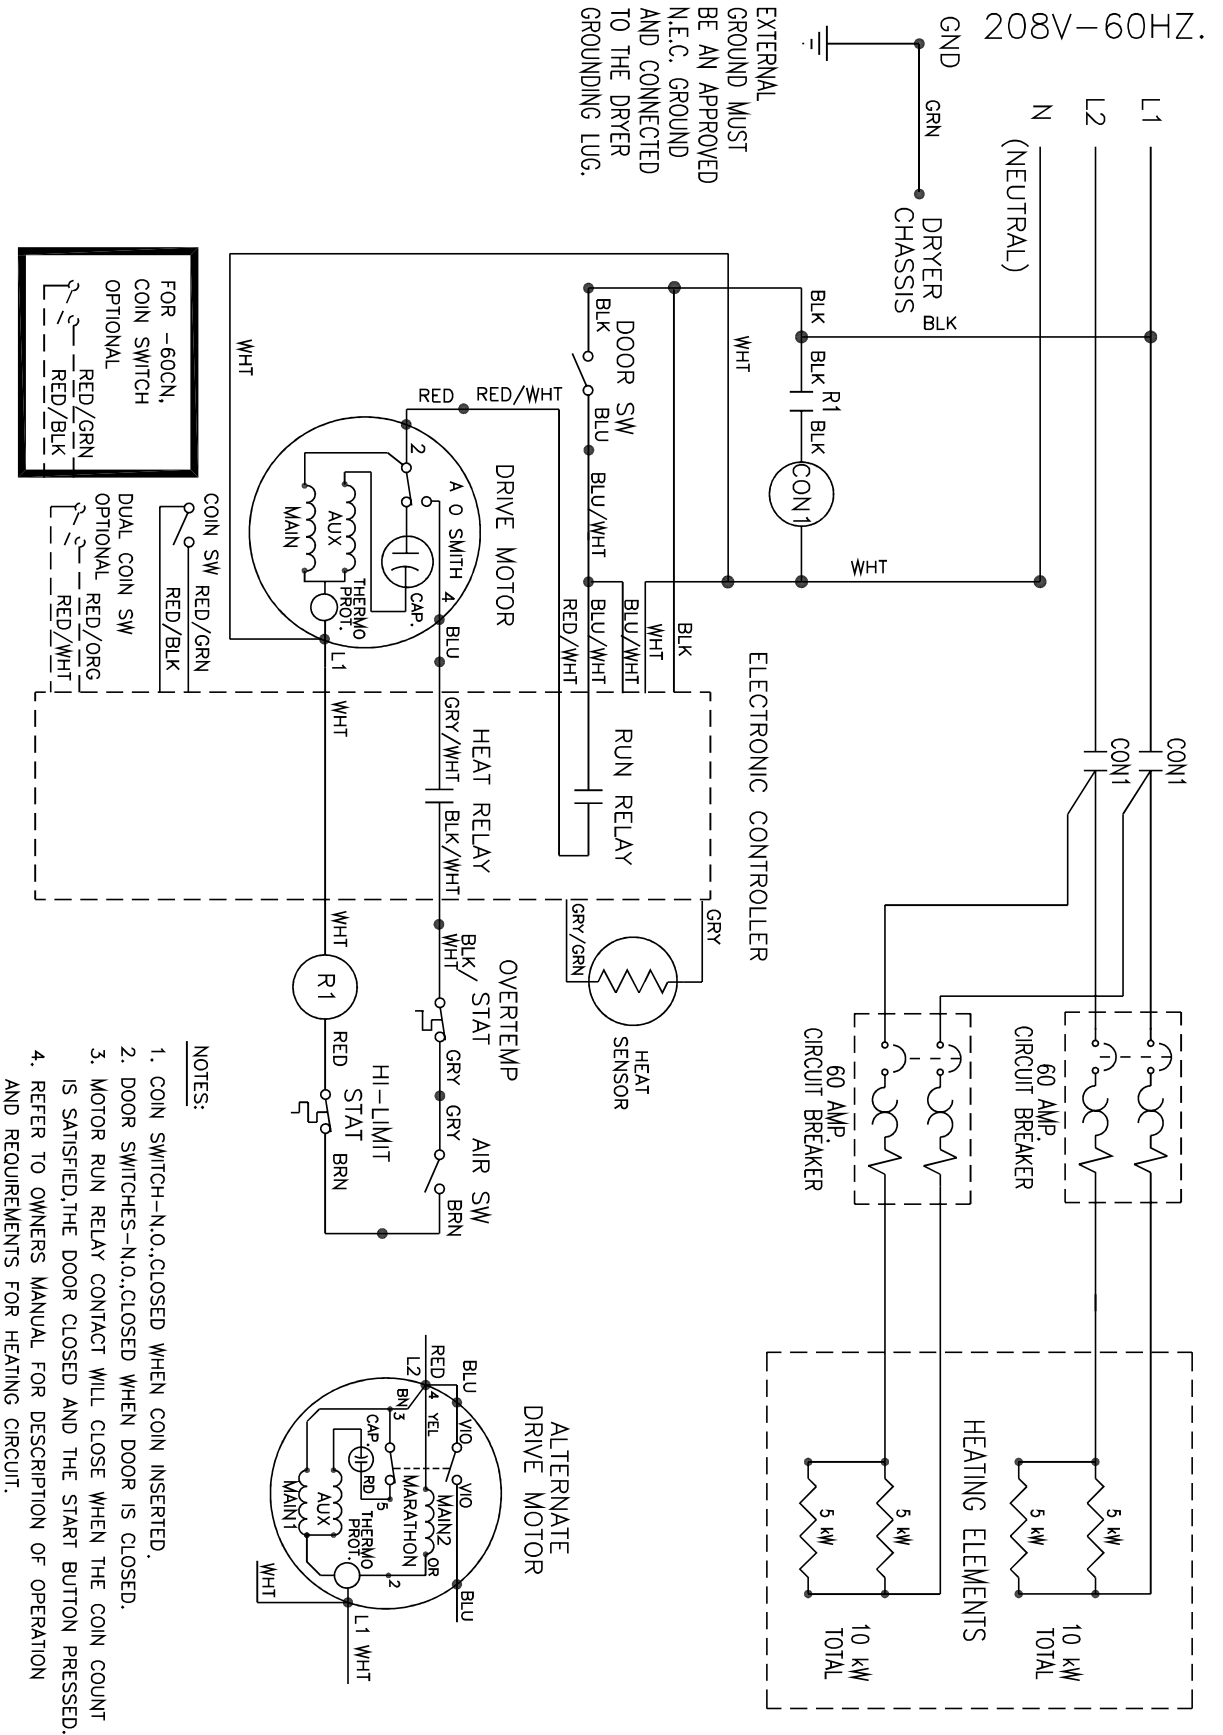 208V-60HZ.
L1
L2
N
(NEUTRAL)
GND
GRN
DRYER
CHASSIS
EXTERNAL
GROUND MUST
BE AN APPROVED
N.E.C. GROUND
AND CONNECTED
TO THE DRYER
GROUNDING LUG.
BLK
BLK
BLK
R1
BLK
CON1
WHT
WHT
CON1
CON1
60 AMP.
CIRCUIT BREAKER
60 AMP.
CIRCUIT BREAKER
HEATING ELEMENTS
5 kW
5 kW
10 kW
TOTAL
5 kW
5 kW
10 kW
TOTAL
DOOR SW
BLK
BLU
BLU/WHT
BLK
WHT
BLU/WHT
BLU/WHT
RED/WHT
ELECTRONIC CONTROLLER
RUN RELAY
GRY
GRY/GRN
HEAT
SENSOR
RED
RED/WHT
DRIVE MOTOR
2
A O SMITH
4
CAP.
AUX
MAIN
THERMO
PROT.
L1
BLU
GRY/WHT
HEAT RELAY
BLK/WHT
BLK/
WHT
OVERTEMP
STAT
GRY
GRY
AIR SW
BRN
WHT
WHT
WHT
R1
RED
HI-LIMIT
STAT
BRN
COIN SW
RED/GRN
RED/BLK
DUAL COIN SW
OPTIONAL
RED/ORG
RED/WHT
FOR -60CN,
COIN SWITCH
OPTIONAL
RED/GRN
RED/BLK
ALTERNATE
DRIVE MOTOR
BLU
VIO
VIO
BLU
RED
L2
4
YEL
MAIN2
OR
BN
3
MARATHON
2
CAP.
RD
5
AUX
MAIN1
THERMO
PROT.
WHT
L1
WHT
NOTES:
1. COIN SWITCH-N.O.,CLOSED WHEN COIN INSERTED.
2. DOOR SWITCHES-N.O.,CLOSED WHEN DOOR IS CLOSED.
3. MOTOR RUN RELAY CONTACT WILL CLOSE WHEN THE COIN COUNT
IS SATISFIED,THE DOOR CLOSED AND THE START BUTTON PRESSED.
4. REFER TO OWNERS MANUAL FOR DESCRIPTION OF OPERATION
AND REQUIREMENTS FOR HEATING CIRCUIT.